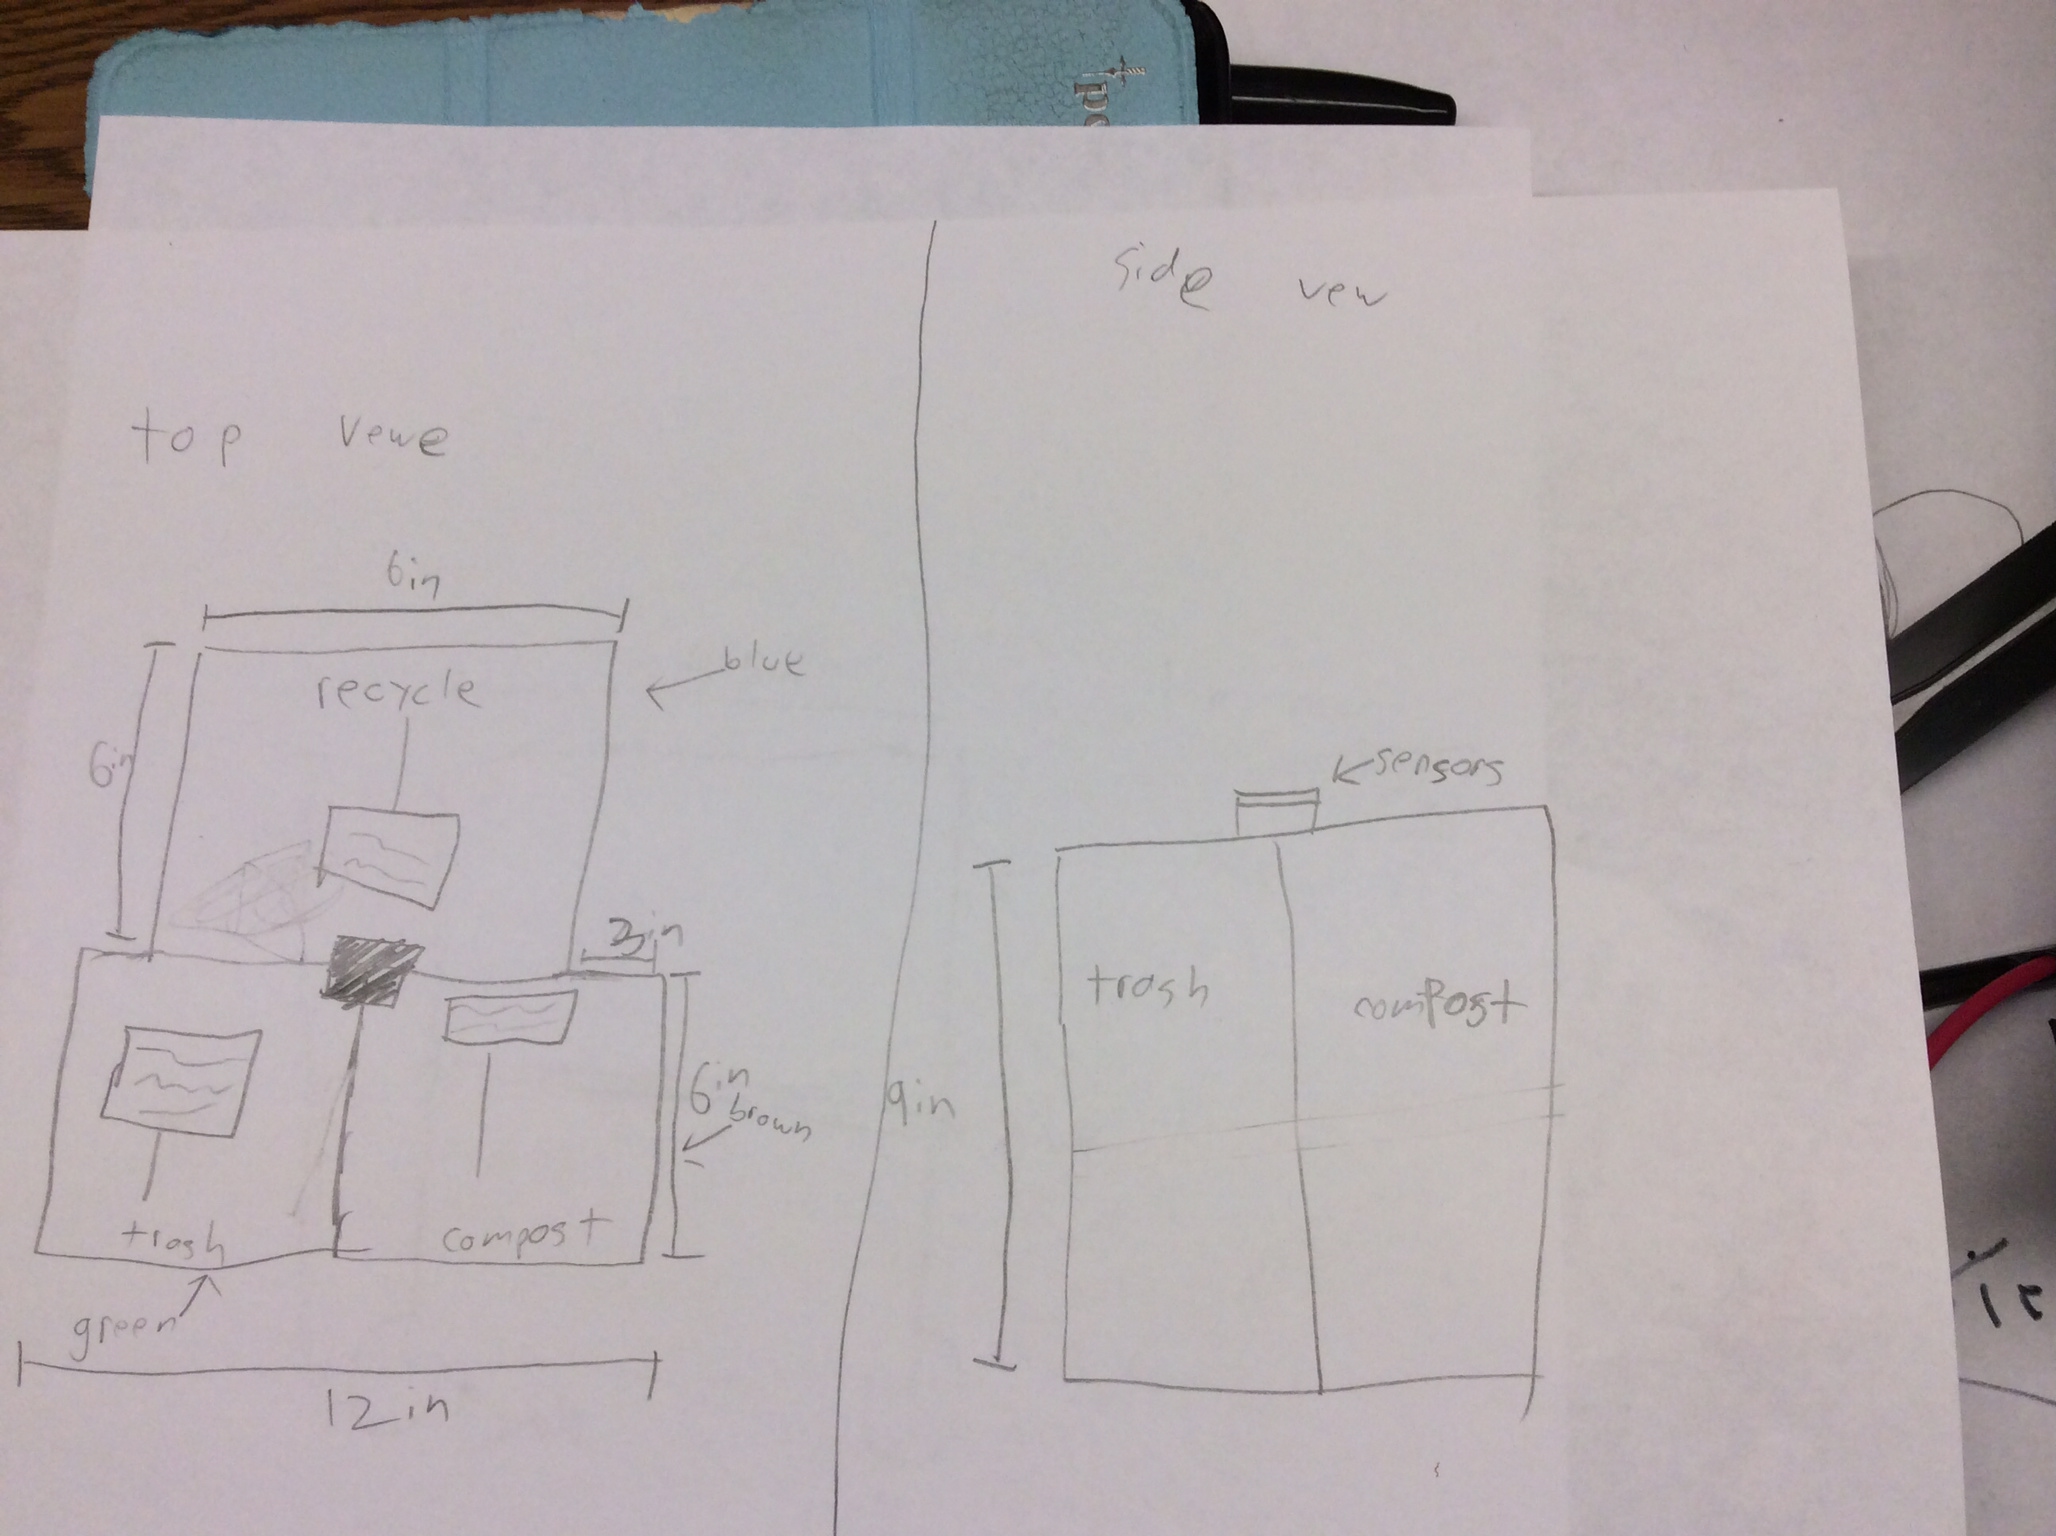 top vewe
6in
blue
recycle
6in
3in
6in
brown
trash
compost
green
12in
side vew
sensors
trash
compost
9in